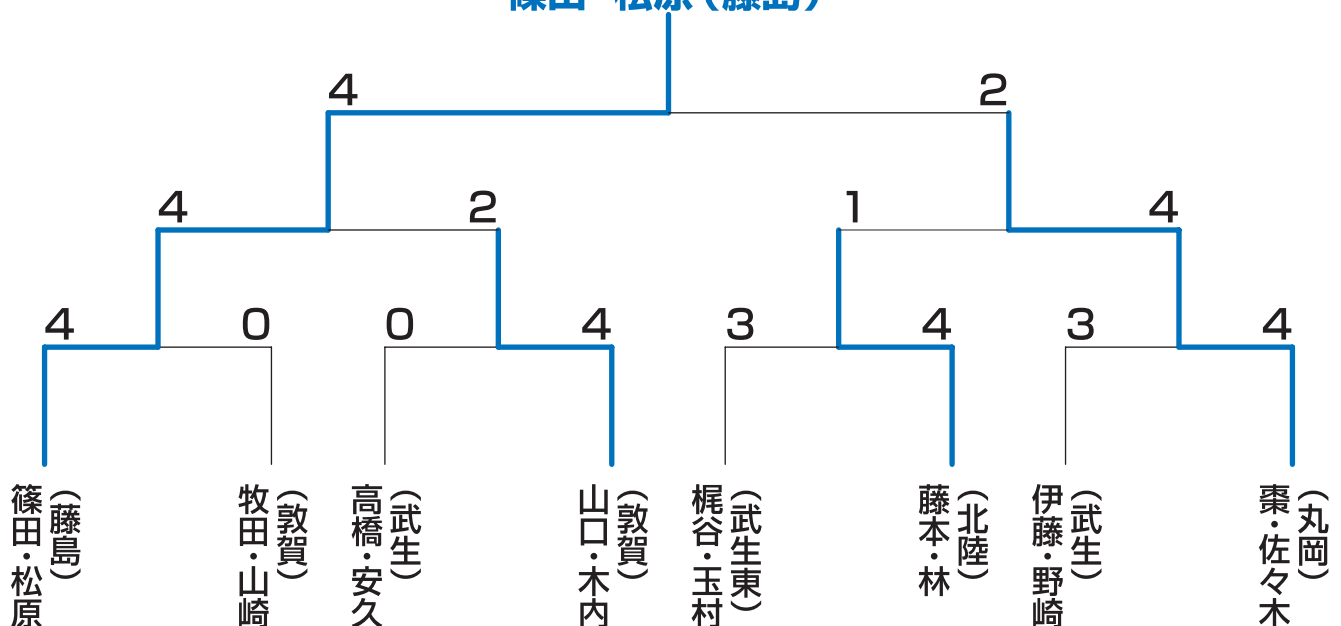 篠田・松原（藤島）
4 2
4 2 1 4
4 0 0 4 3 4 3 4
篠田・松原
（藤島）
牧田・山崎
（敦賀）
高橋・安久
（武生）
山口・木内
（敦賀）
梶谷・玉村
（武生東）
藤本・林
（北陸）
伊藤・野崎
（武生）
棗・佐々木
（丸岡）